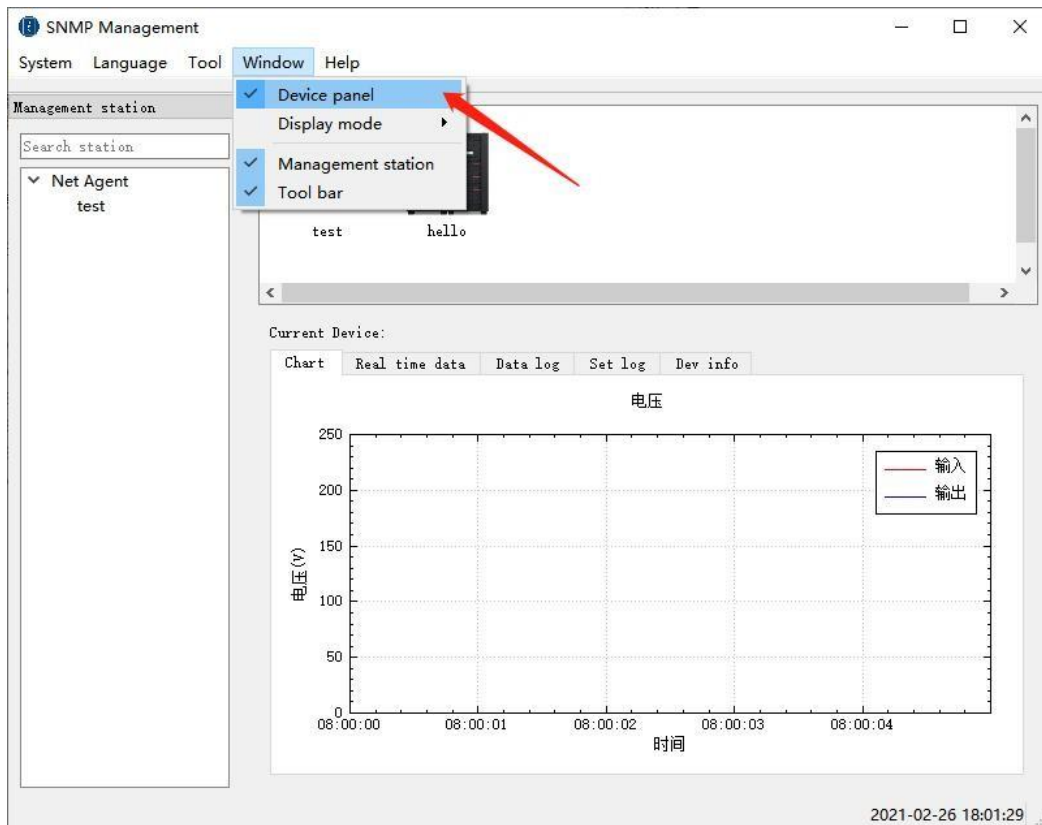 SNMP Management
System Language Tool Window Help
Device panel
Display mode
Management station
Tool bar
Management station
Search station
Net Agent
test
test hello
Current Device:
Chart Real time data Data log Set log Dev info
电压
输入
输出
电压(V)
250
200
150
100
50
0
08:00:00 08:00:01 08:00:02 08:00:03 08:00:04
时间
2021-02-26 18:01:29